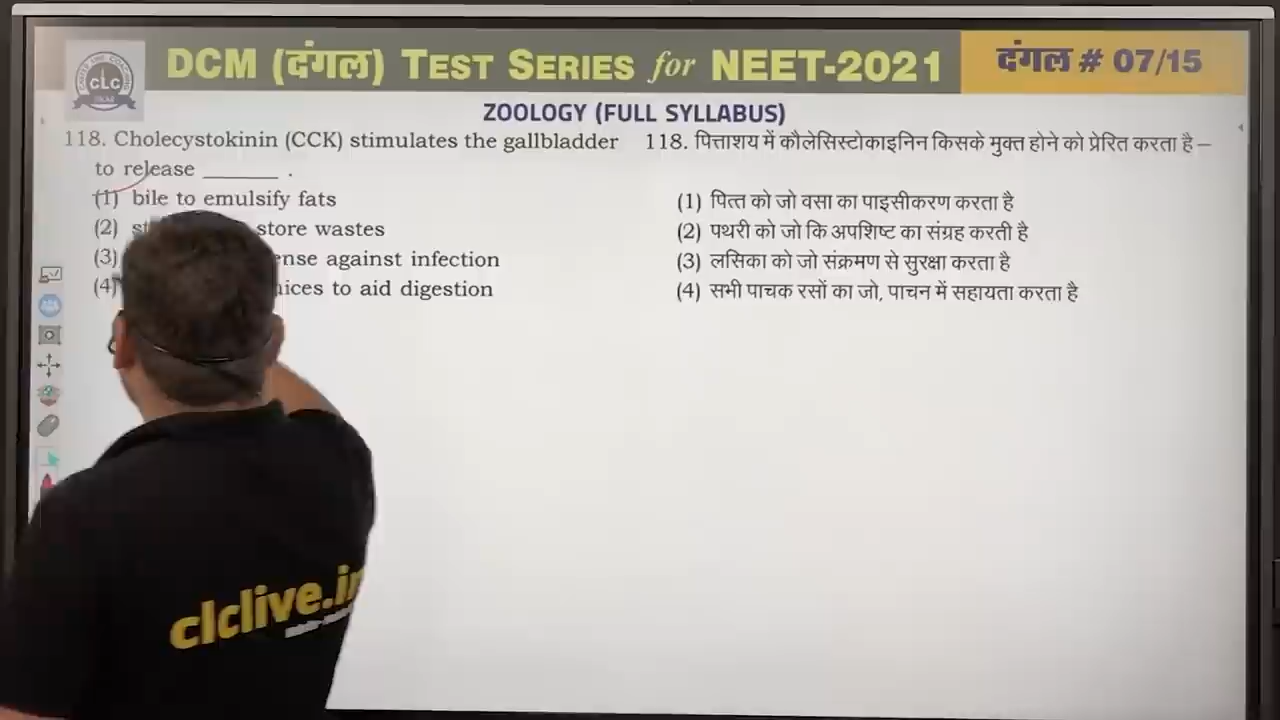 DCM (दंगल) TEST SERIES for NEET-2021
दंगल # 07/15
CLC
ZOOLOGY (FULL SYLLABUS)
118. Cholecystokinin (CCK) stimulates the gallbladder
to release ______ .
(1) bile to emulsify fats
(2) store wastes
(3) against infection
(4) to aid digestion
118. पित्ताशय में कौलेसिस्टोकाइनिन किसके मुक्त होने को प्रेरित करता है –
(1) पित्त को जो वसा का पाइसीकरण करता है
(2) पथरी को जो कि अपशिष्ट का संग्रह करती है
(3) लसिका को जो संक्रमण से सुरक्षा करता है
(4) सभी पाचक रसों का जो, पाचन में सहायता करता है
clclive.in